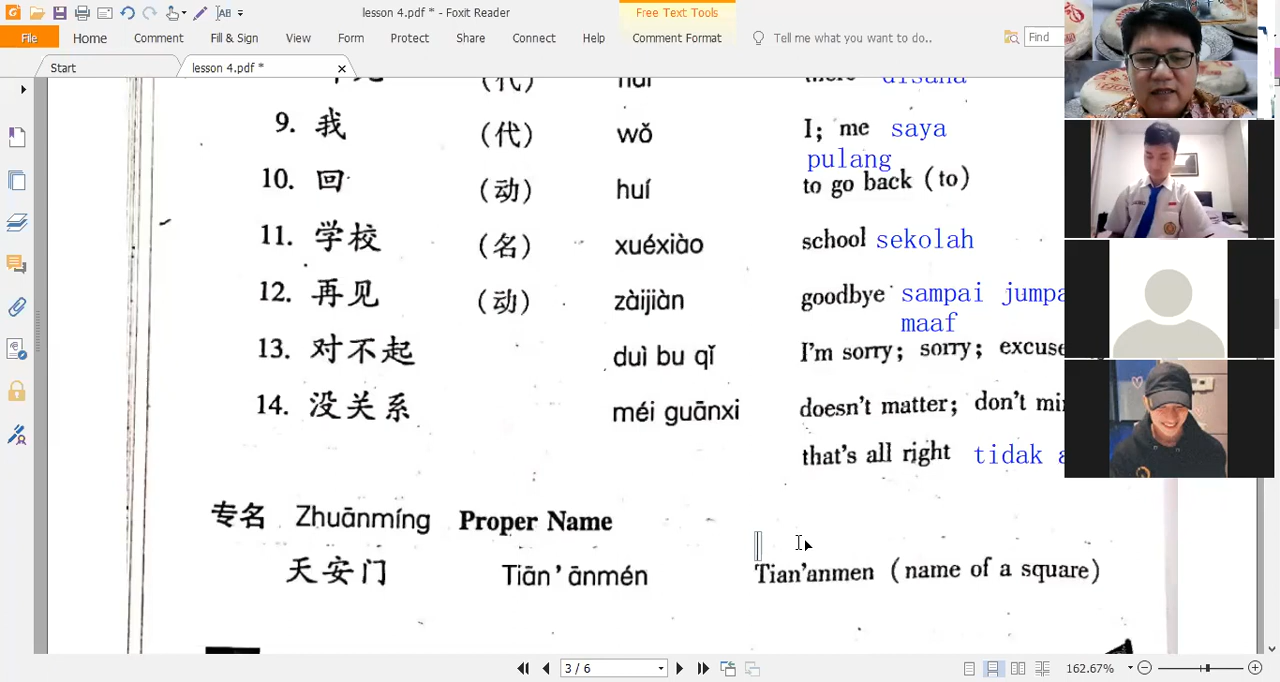 lesson 4.pdf * - Foxit Reader
Free Text Tools
File Home Comment Fill & Sign View Form Protect Share Connect Help Comment Format Tell me what you want to do.. Find
Start lesson 4.pdf *
(代)
9. 我 (代) wǒ I; me saya
pulang
10. 回 (动) huí to go back (to)
11. 学校 (名) xuéxiào school sekolah
12. 再见 (动) zàijiàn goodbye sampai jumpa
maaf
13. 对不起 duì bu qǐ I'm sorry; sorry; excuse
14. 没关系 méi guānxi doesn't matter; don't
that's all right tidak
专名 Zhuānmíng Proper Name
天安门 Tiān'ānmén Tian'anmen (name of a square)
3 / 6 162.67%